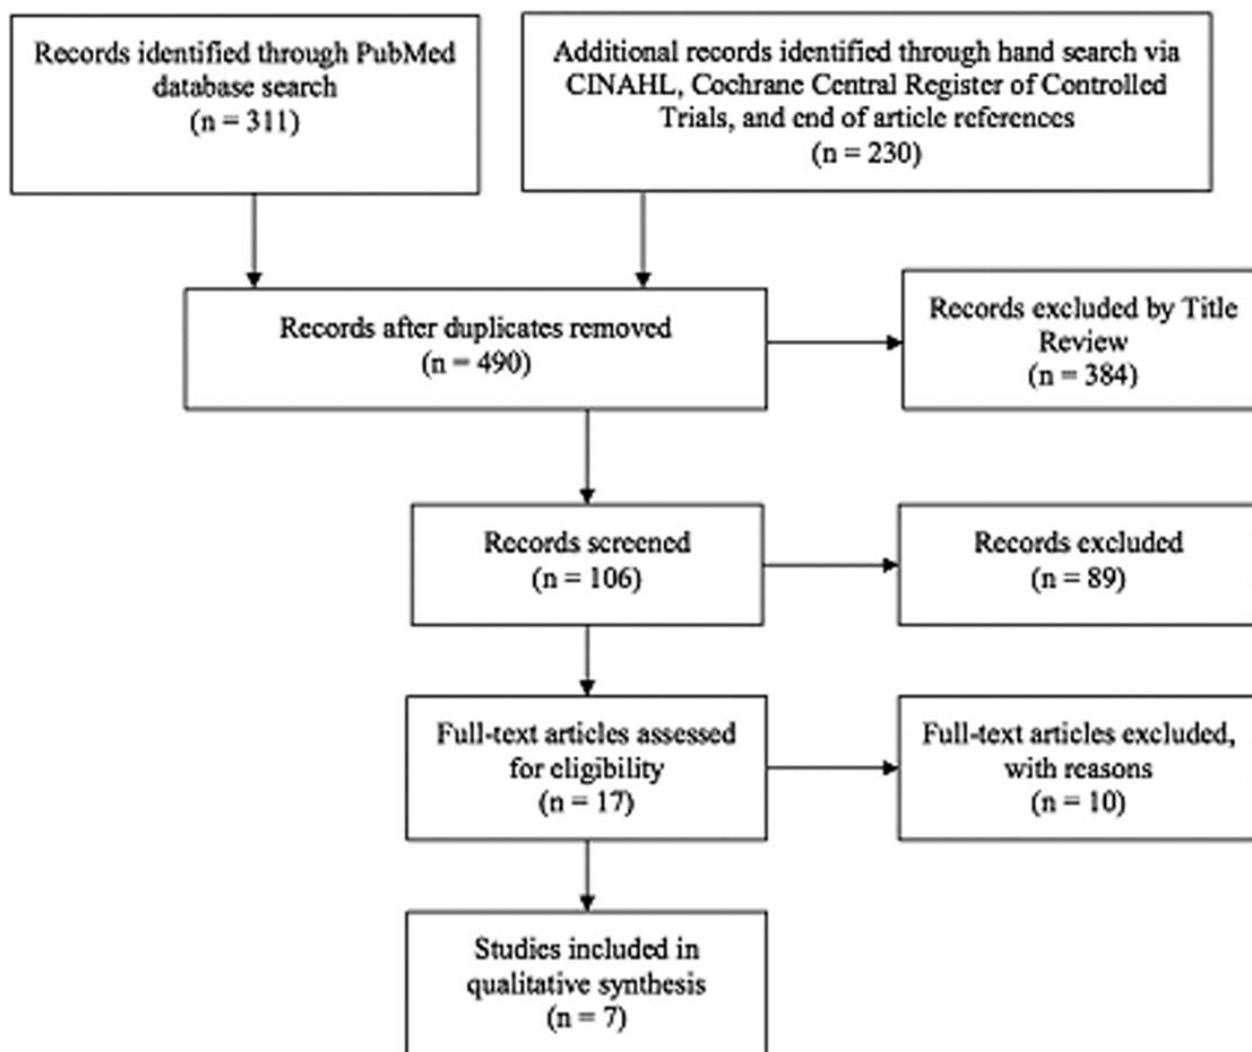 Records identified through PubMed
database search
(n = 311)
Additional records identified through hand search via
CINAHL, Cochrane Central Register of Controlled
Trials, and end of article references
(n = 230)
Records after duplicates removed
(n = 490)
Records excluded by Title
Review
(n = 384)
Records screened
(n = 106)
Records excluded
(n = 89)
Full-text articles assessed
for eligibility
(n = 17)
Full-text articles excluded,
with reasons
(n = 10)
Studies included in
qualitative synthesis
(n = 7)